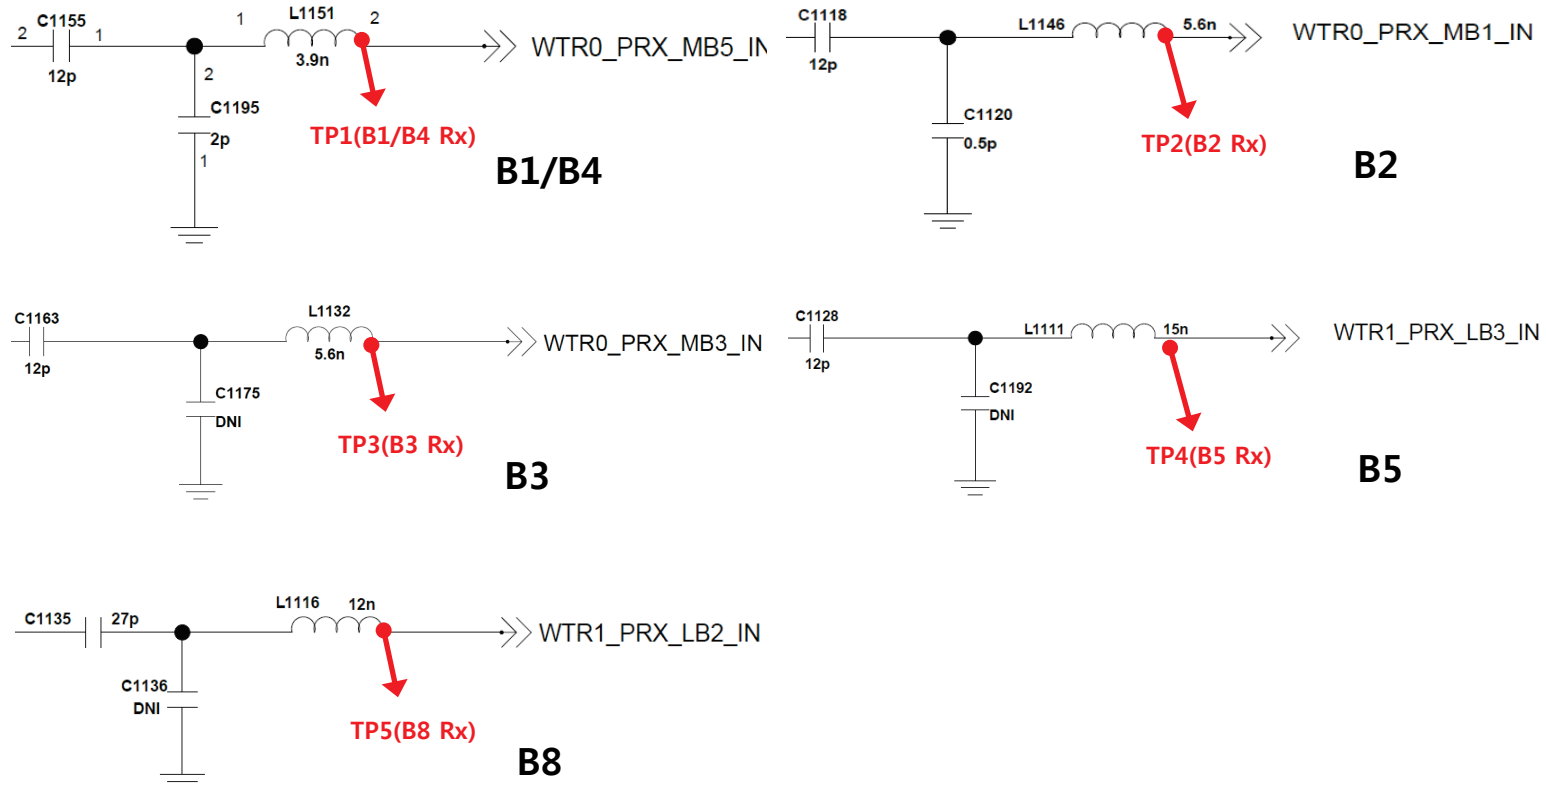 C1155
2
1
12p
1
L1151
2
3.9n
WTR0_PRX_MB5_IN
2
C1195
2p
1
TP1(B1/B4 Rx)
B1/B4
C1118
12p
L1146
5.6n
WTR0_PRX_MB1_IN
C1120
0.5p
TP2(B2 Rx)
B2
C1163
12p
L1132
5.6n
WTR0_PRX_MB3_IN
C1175
DNI
TP3(B3 Rx)
B3
C1128
12p
L1111
15n
WTR1_PRX_LB3_IN
C1192
DNI
TP4(B5 Rx)
B5
C1135
27p
L1116
12n
WTR1_PRX_LB2_IN
C1136
DNI
TP5(B8 Rx)
B8